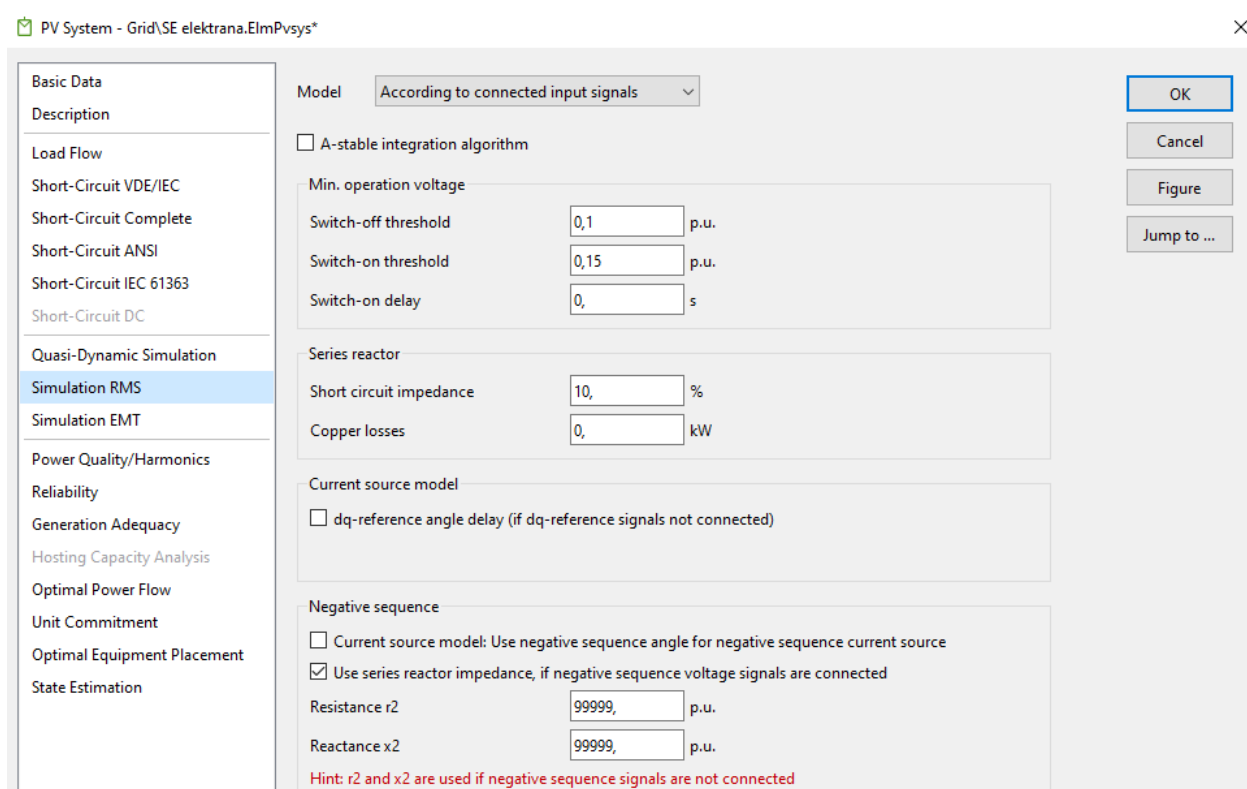 PV System - Grid\SE elektrana.ElmPvsys*
Basic Data
Description
Load Flow
Short-Circuit VDE/IEC
Short-Circuit Complete
Short-Circuit ANSI
Short-Circuit IEC 61363
Short-Circuit DC
Quasi-Dynamic Simulation
Simulation RMS
Simulation EMT
Power Quality/Harmonics
Reliability
Generation Adequacy
Hosting Capacity Analysis
Optimal Power Flow
Unit Commitment
Optimal Equipment Placement
State Estimation
Model According to connected input signals
A-stable integration algorithm
Min. operation voltage
Switch-off threshold 0,1 p.u.
Switch-on threshold 0,15 p.u.
Switch-on delay 0, s
Series reactor
Short circuit impedance 10, %
Copper losses 0, kW
Current source model
dq-reference angle delay (if dq-reference signals not connected)
Negative sequence
Current source model: Use negative sequence angle for negative sequence current source
Use series reactor impedance, if negative sequence voltage signals are connected
Resistance r2 99999, p.u.
Reactance x2 99999, p.u.
Hint: r2 and x2 are used if negative sequence signals are not connected
OK
Cancel
Figure
Jump to ...